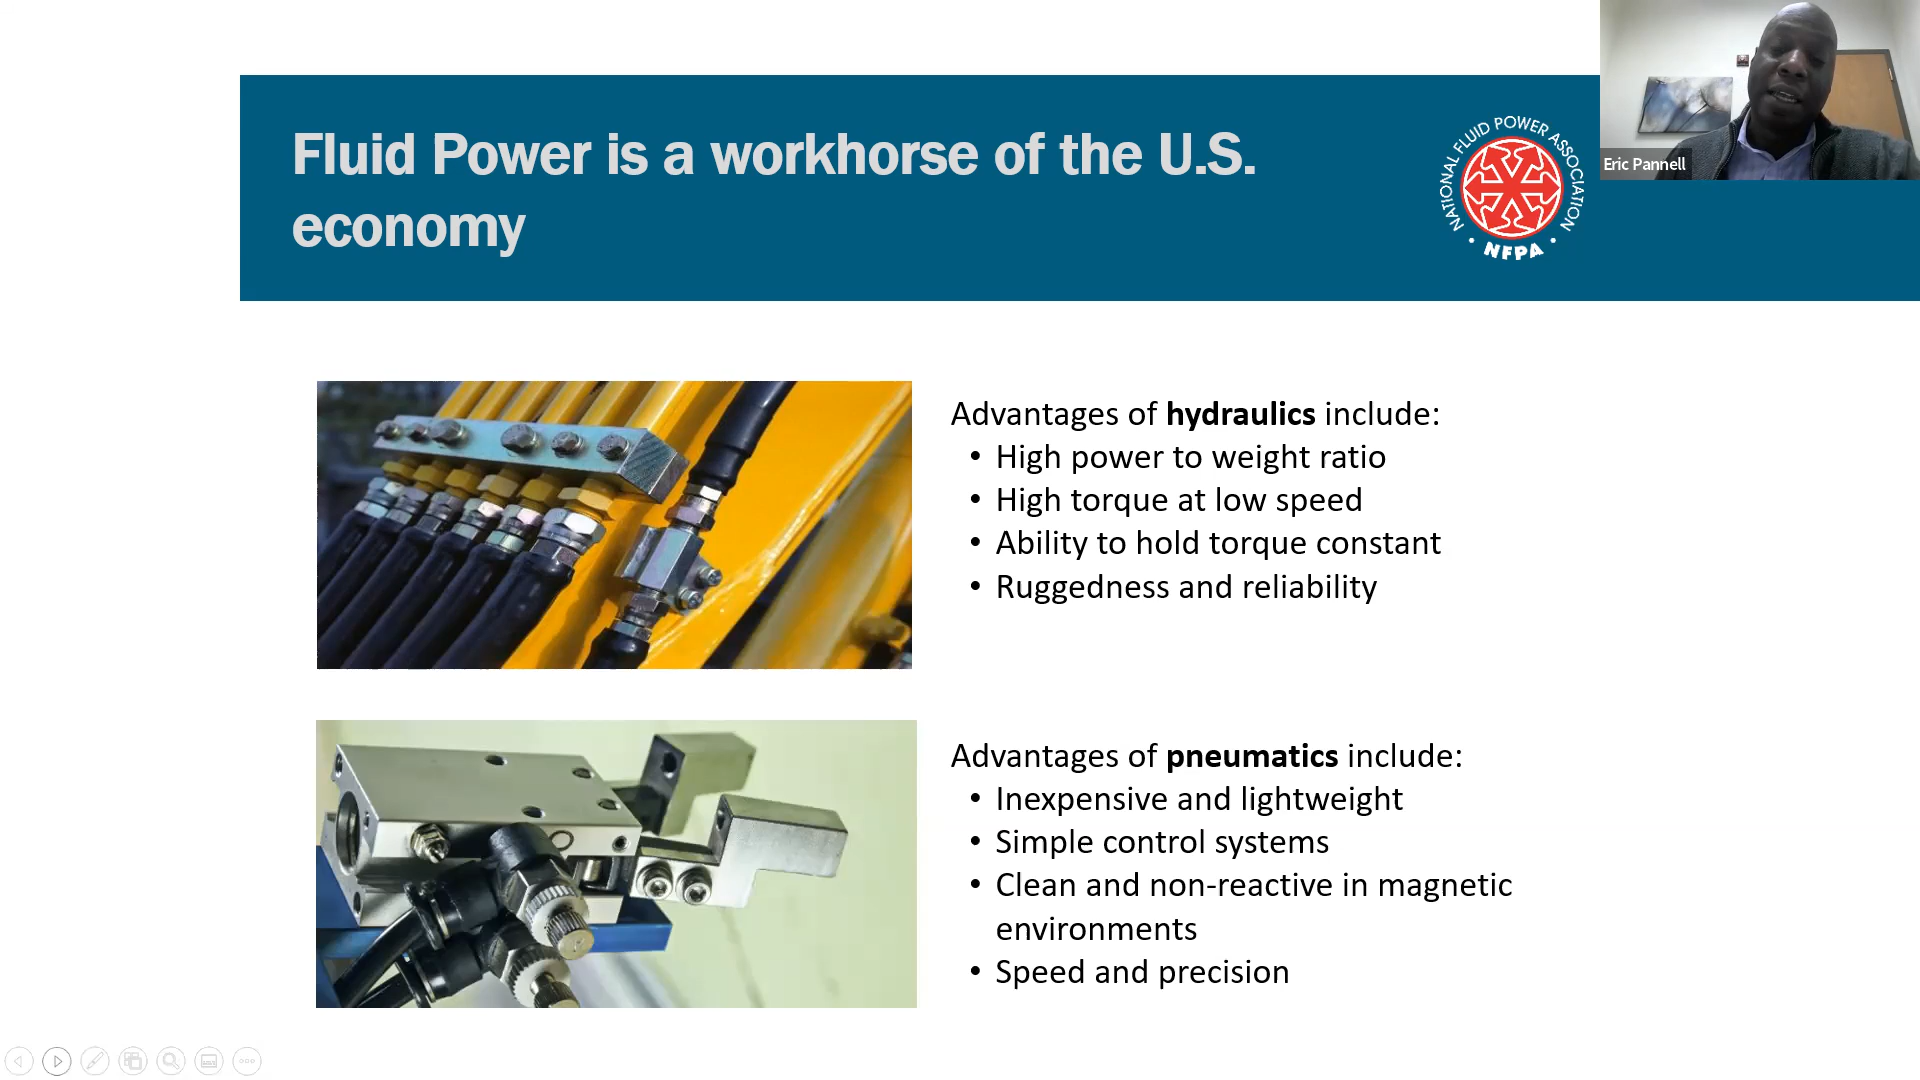 Fluid Power is a workhorse of the U.S.
economy
NATIONAL FLUID POWER ASSOCIATION
• NFPA •
Eric Pannell
Advantages of hydraulics include:
• High power to weight ratio
• High torque at low speed
• Ability to hold torque constant
• Ruggedness and reliability
Advantages of pneumatics include:
• Inexpensive and lightweight
• Simple control systems
• Clean and non-reactive in magnetic
environments
• Speed and precision